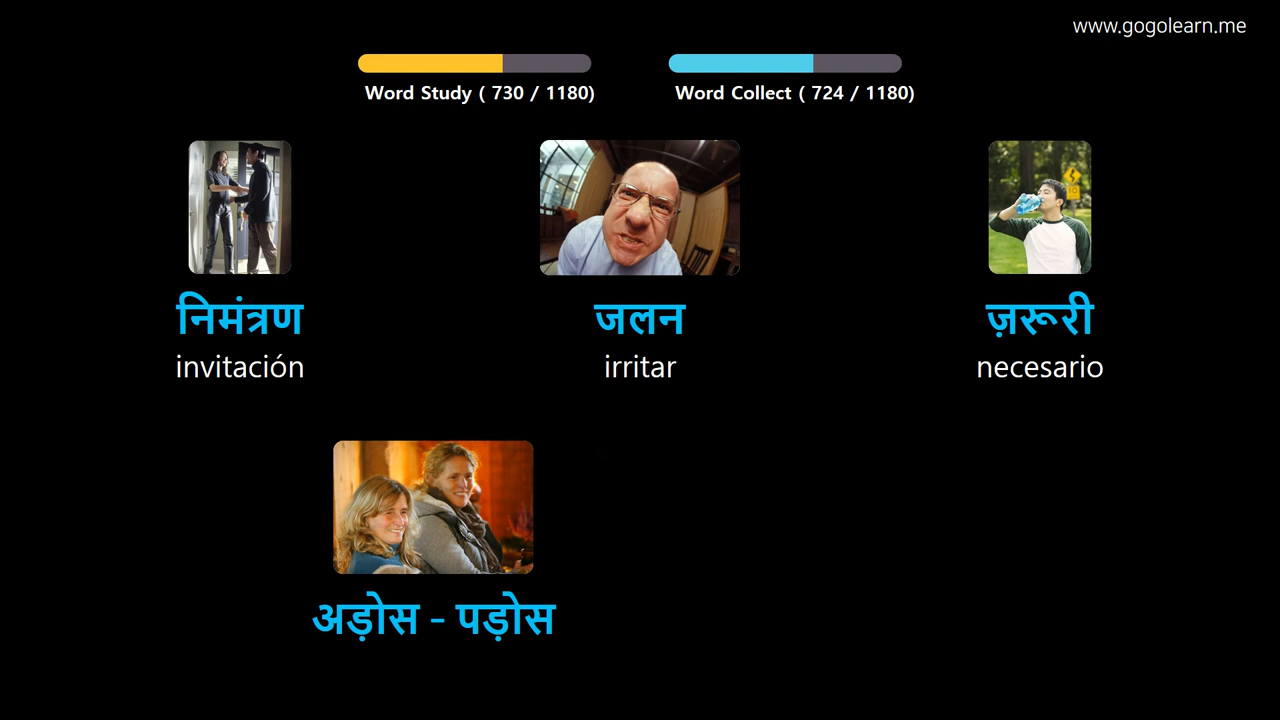 www.gogolearn.me
Word Study ( 730 / 1180)
Word Collect ( 724 / 1180)
निमंत्रण
invitación
जलन
irritar
ज़रूरी
necesario
अड़ोस - पड़ोस